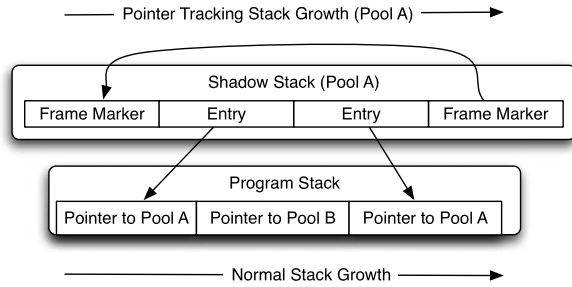 Pointer Tracking Stack Growth (Pool A)
Shadow Stack (Pool A)
Frame Marker Entry Entry Frame Marker
Program Stack
Pointer to Pool A Pointer to Pool B Pointer to Pool A
Normal Stack Growth